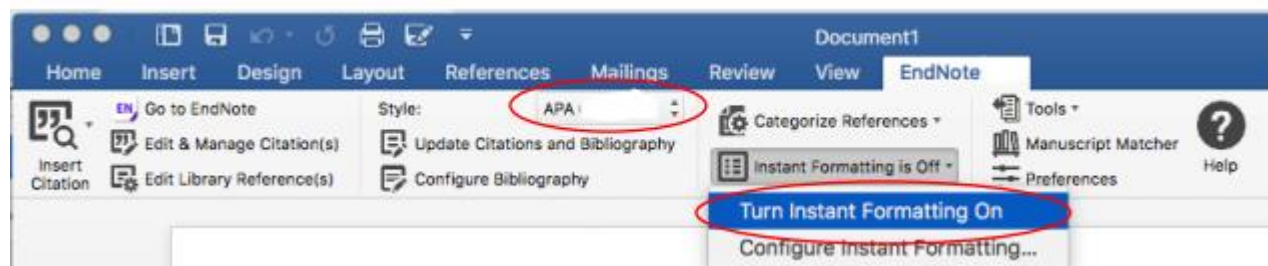 Document1
Home Insert Design Layout References Mailings Review View EndNote
Insert Citation
EN Go to EndNote
Edit & Manage Citation(s)
Edit Library Reference(s)
Style: APA
Update Citations and Bibliography
Configure Bibliography
Categorize References
Instant Formatting is Off
Turn Instant Formatting On
Configure Instant Formatting...
Tools
Manuscript Matcher
Preferences
Help